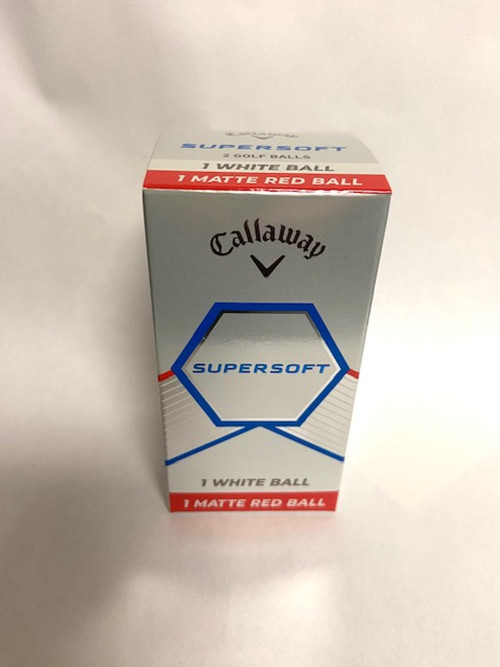 Callaway
SUPERSOFT
2 GOLF BALLS
1 WHITE BALL
1 MATTE RED BALL
Callaway
SUPERSOFT
1 WHITE BALL
1 MATTE RED BALL